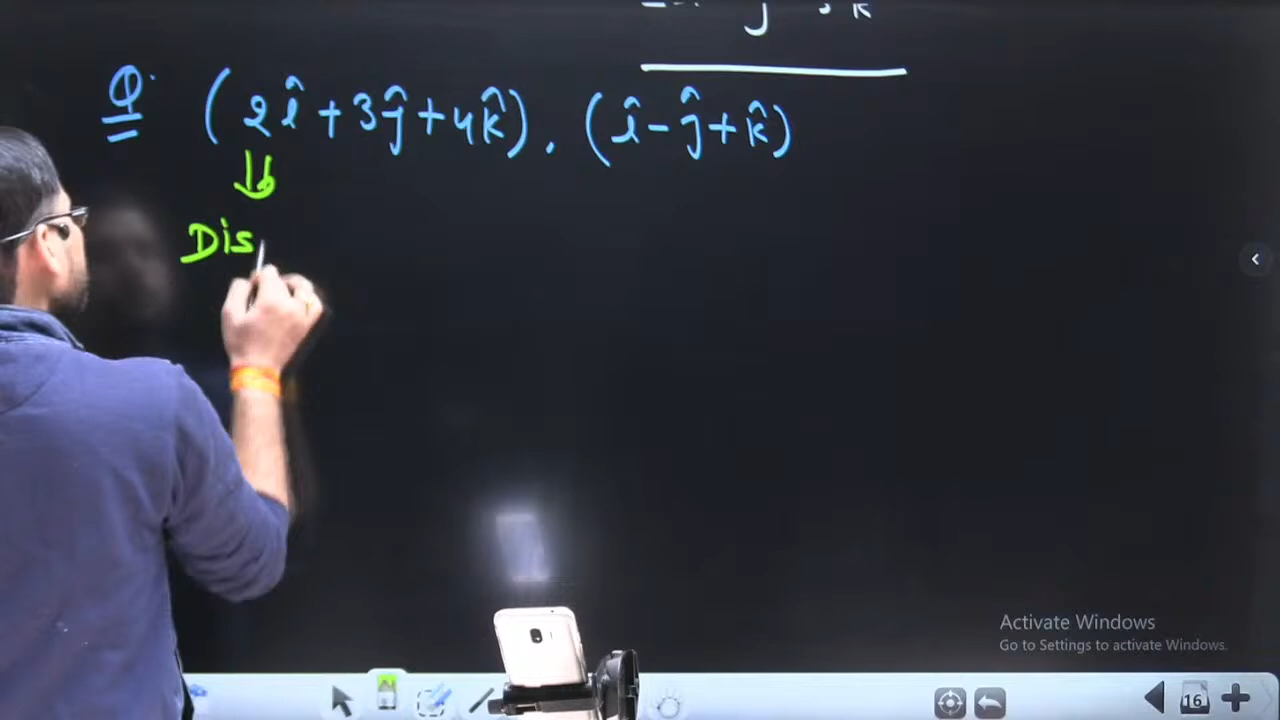 Q. (2î + 3ĵ + 4k̂) . (î - ĵ + k̂)
Dis
Activate Windows
Go to Settings to activate Windows.
16